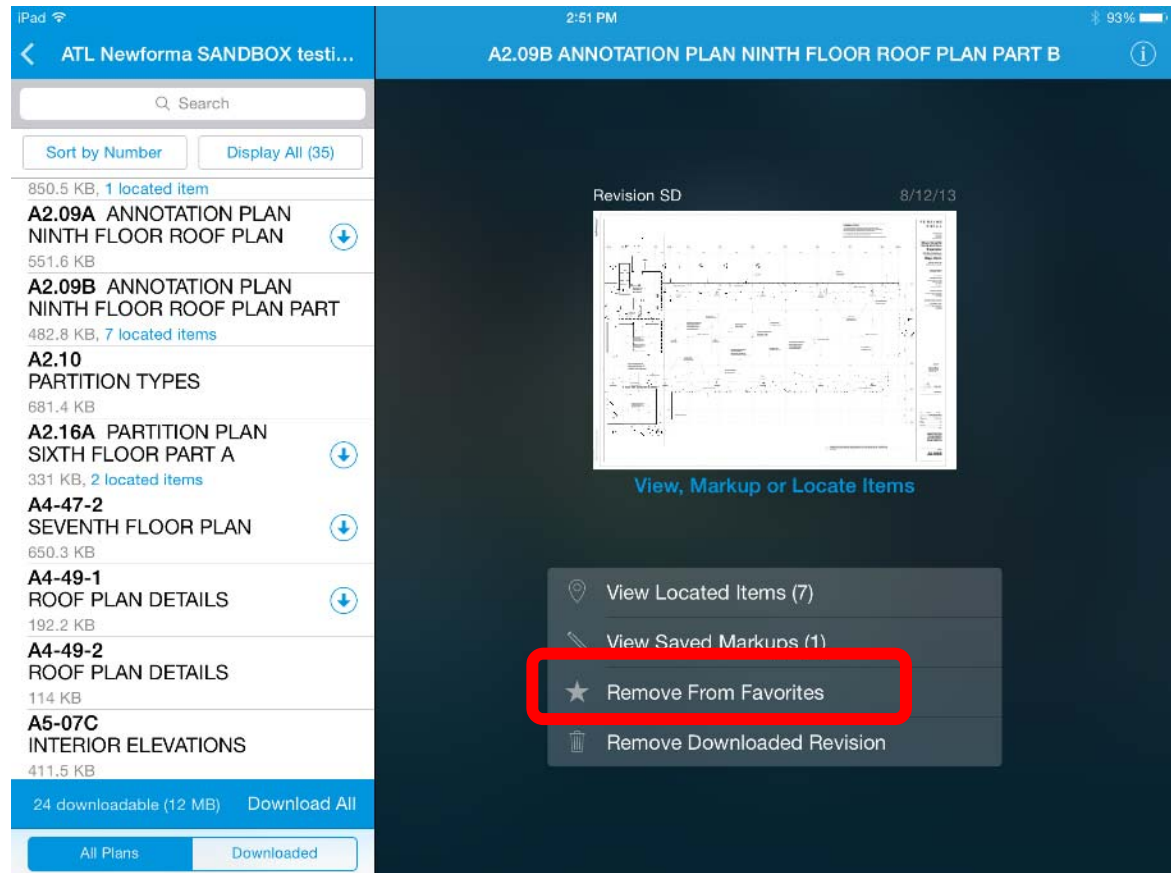 iPad 2:51 PM 93%
ATL Newforma SANDBOX testi...
A2.09B ANNOTATION PLAN NINTH FLOOR ROOF PLAN PART B
Search
Sort by Number
Display All (35)
850.5 KB, 1 located item
A2.09A ANNOTATION PLAN
NINTH FLOOR ROOF PLAN
551.6 KB
A2.09B ANNOTATION PLAN
NINTH FLOOR ROOF PLAN PART
482.8 KB, 7 located items
A2.10
PARTITION TYPES
681.4 KB
A2.16A PARTITION PLAN
SIXTH FLOOR PART A
331 KB, 2 located items
A4-47-2
SEVENTH FLOOR PLAN
650.3 KB
A4-49-1
ROOF PLAN DETAILS
192.2 KB
A4-49-2
ROOF PLAN DETAILS
114 KB
A5-07C
INTERIOR ELEVATIONS
411.5 KB
24 downloadable (12 MB) Download All
All Plans
Downloaded
Revision SD 8/12/13
View, Markup or Locate Items
View Located Items (7)
View Saved Markups (1)
Remove From Favorites
Remove Downloaded Revision